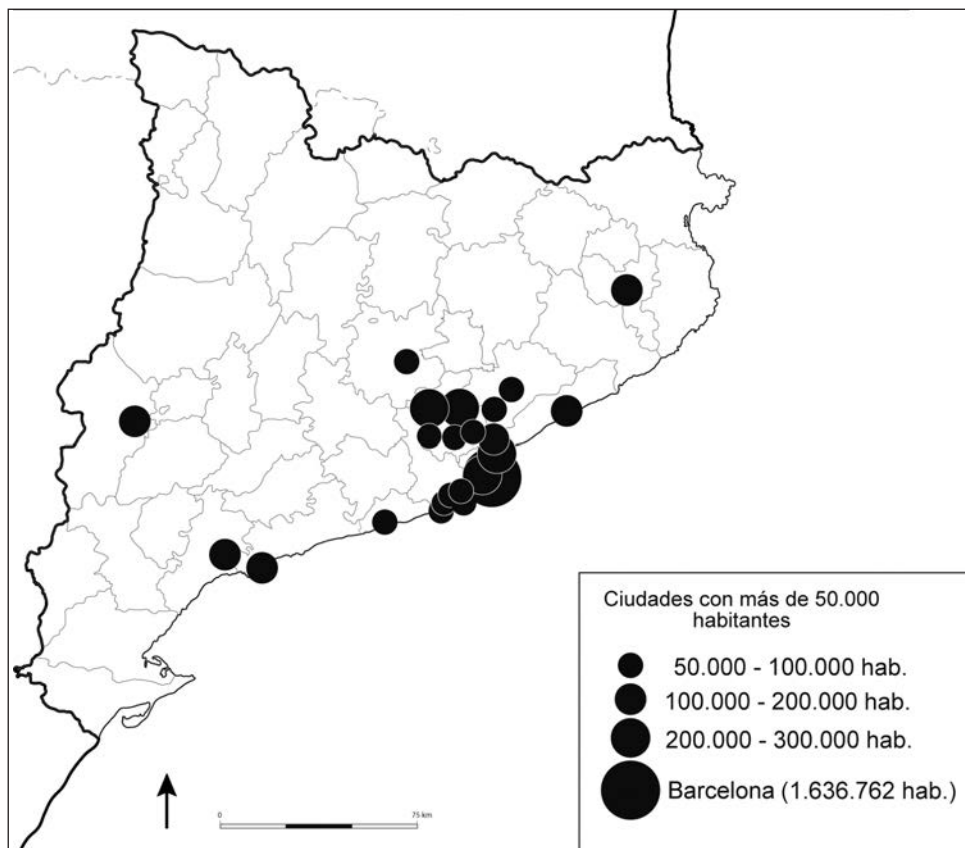 0
75 km
Ciudades con más de 50.000
habitantes
50.000 - 100.000 hab.
100.000 - 200.000 hab.
200.000 - 300.000 hab.
Barcelona (1.636.762 hab.)